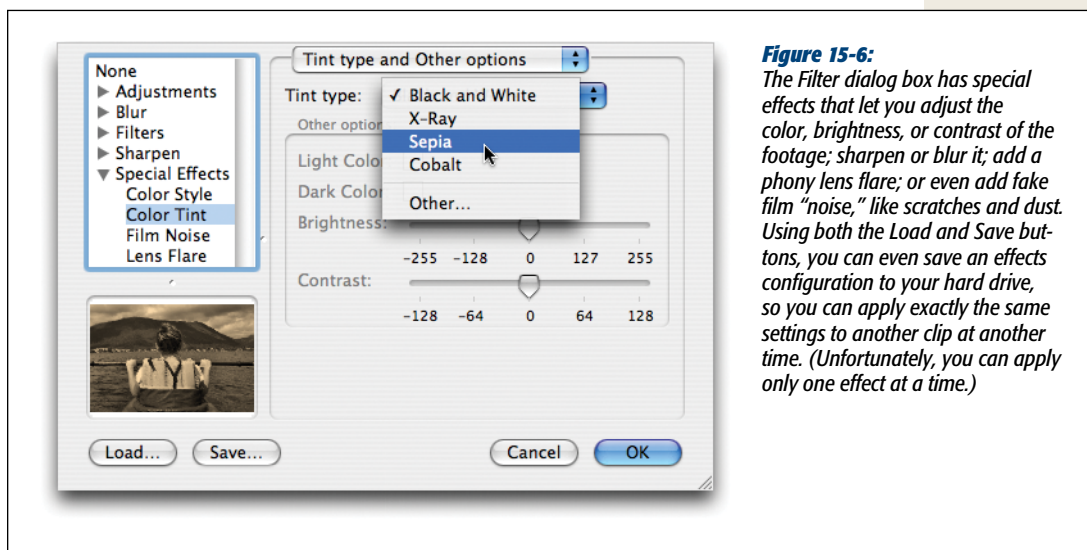 None
Adjustments
Blur
Filters
Sharpen
Special Effects
Color Style
Color Tint
Film Noise
Lens Flare
Tint type and Other options
Tint type:
✓ Black and White
X-Ray
Sepia
Cobalt
Other...
Other option
Light Colo
Dark Color
Brightness:
-255 -128 0 127 255
Contrast:
-128 -64 0 64 128
Load... Save... Cancel OK
Figure 15-6:
The Filter dialog box has special
effects that let you adjust the
color, brightness, or contrast of the
footage; sharpen or blur it; add a
phony lens flare; or even add fake
film “noise,” like scratches and dust.
Using both the Load and Save but-
tons, you can even save an effects
configuration to your hard drive,
so you can apply exactly the same
settings to another clip at another
time. (Unfortunately, you can apply
only one effect at a time.)